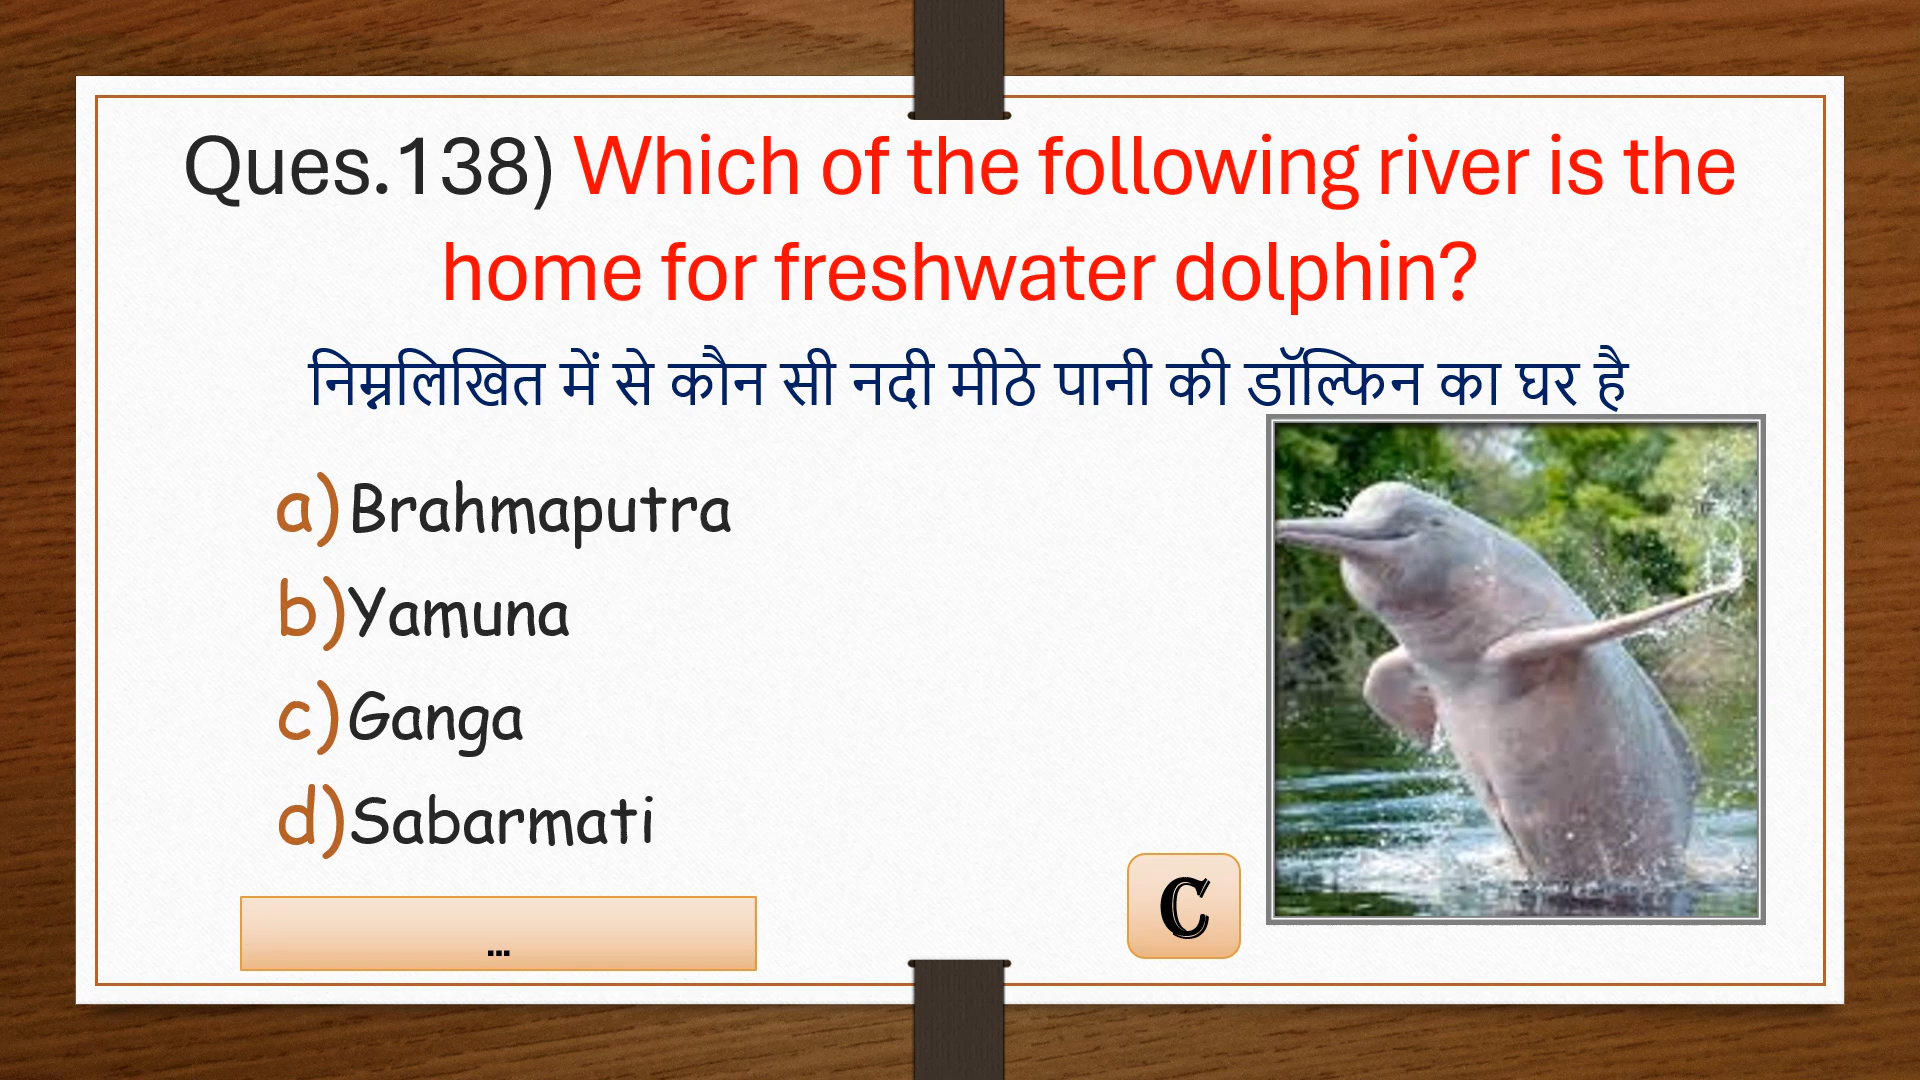 Ques.138) Which of the following river is the
home for freshwater dolphin?
निम्नलिखित में से कौन सी नदी मीठे पानी की डॉल्फिन का घर है
a) Brahmaputra
b) Yamuna
c) Ganga
d) Sabarmati
...
C